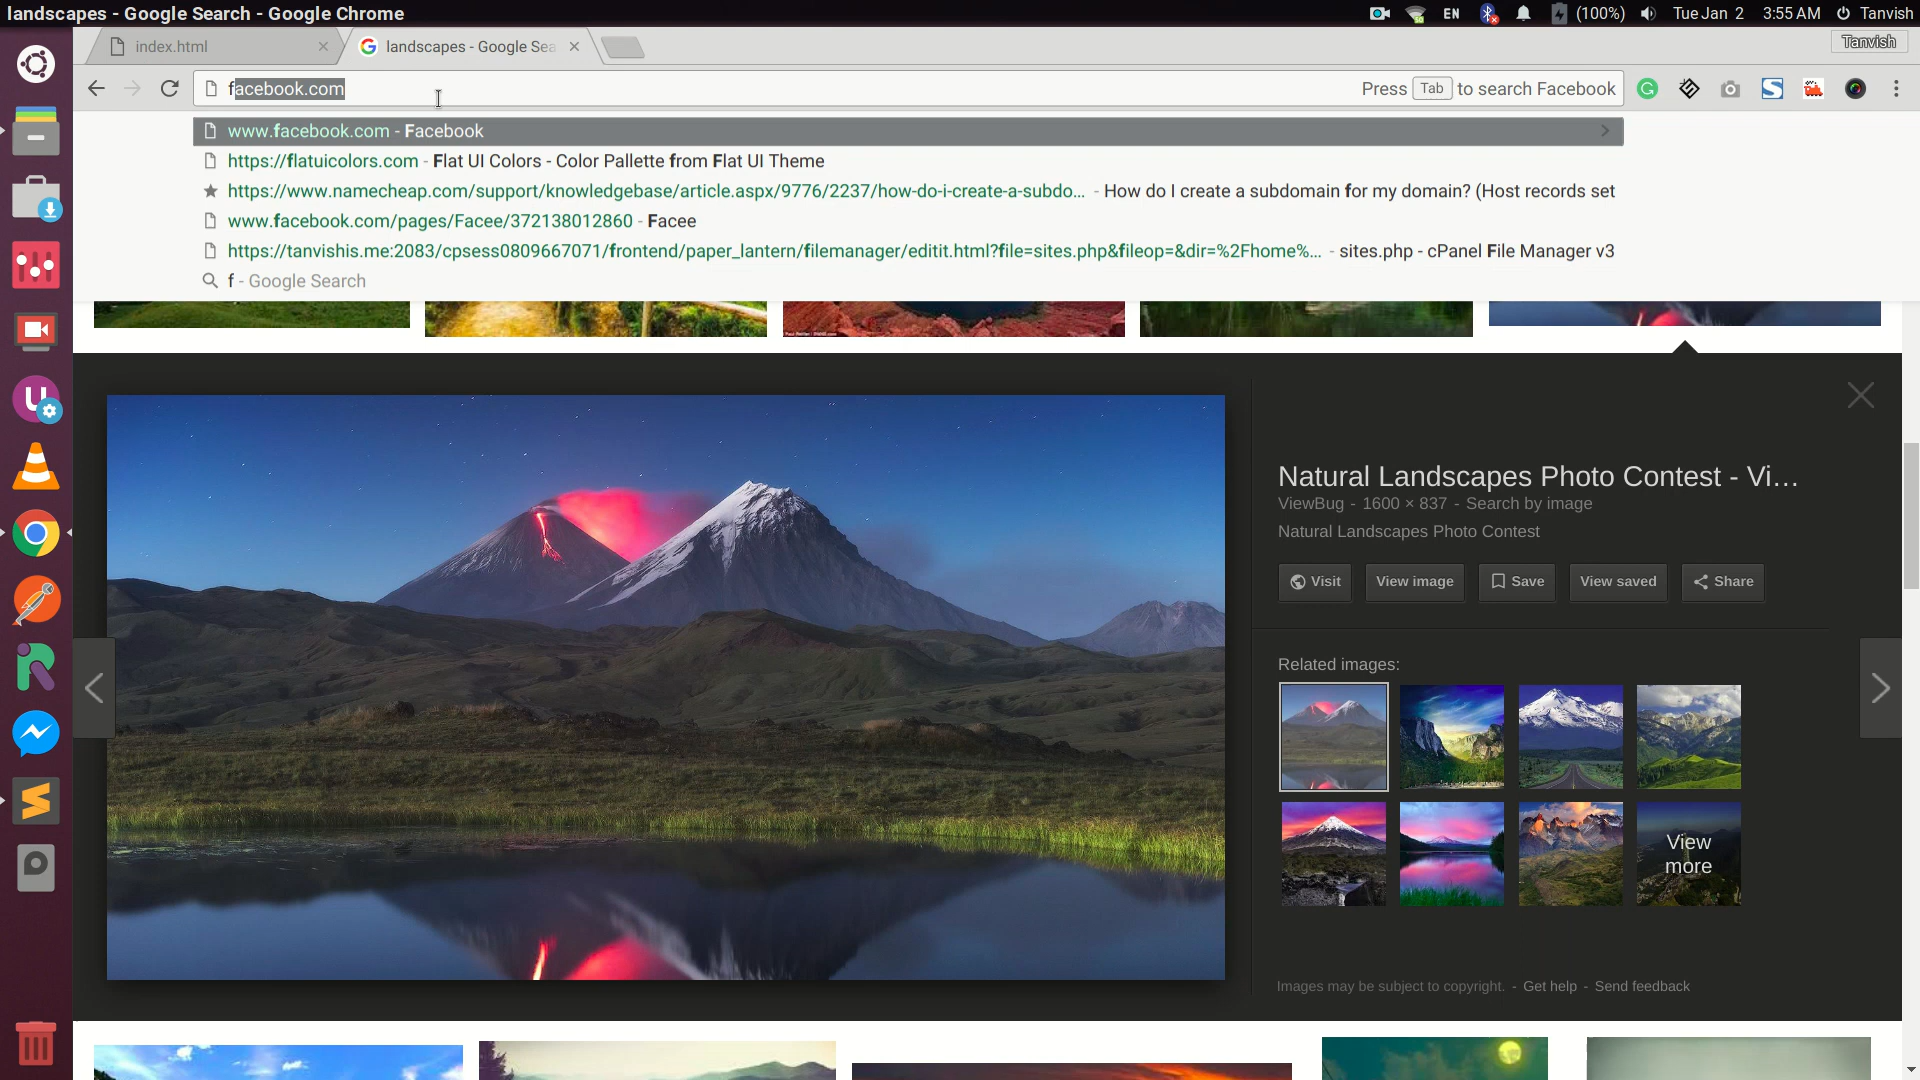 landscapes - Google Search - Google Chrome
EN
(100%)
Tue Jan 2
3:55 AM
Tanvish
index.html
landscapes - Google Sea
Tanvish
facebook.com
Press Tab to search Facebook
www.facebook.com - Facebook
https://flatuicolors.com - Flat UI Colors - Color Pallette from Flat UI Theme
https://www.namecheap.com/support/knowledgebase/article.aspx/9776/2237/how-do-i-create-a-subdo... - How do I create a subdomain for my domain? (Host records set
www.facebook.com/pages/Facee/372138012860 - Facee
https://tanvishis.me:2083/cpsess0809667071/frontend/paper_lantern/filemanager/editit.html?file=sites.php&fileop=&dir=%2Fhome%... - sites.php - cPanel File Manager v3
f - Google Search
Natural Landscapes Photo Contest - Vi...
ViewBug - 1600 × 837 - Search by image
Natural Landscapes Photo Contest
Visit
View image
Save
View saved
Share
Related images:
View
more
Images may be subject to copyright. - Get help - Send feedback